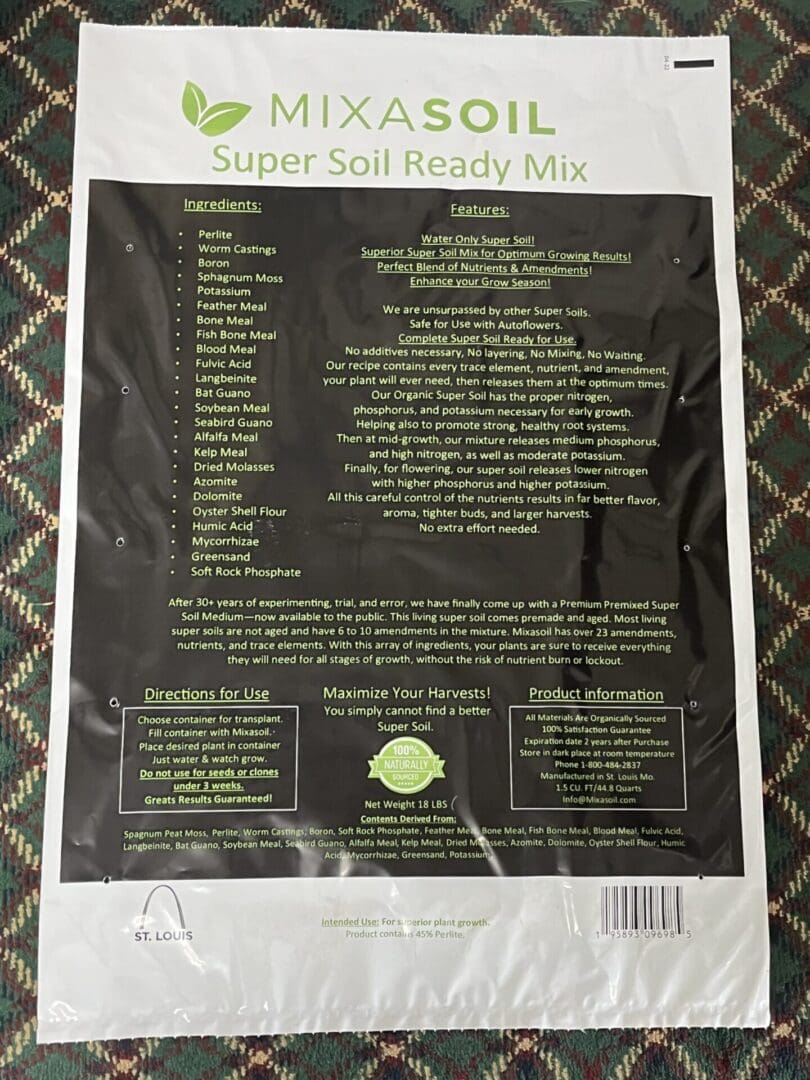 04-22
MIXASOIL
Super Soil Ready Mix
Ingredients:
• Perlite
• Worm Castings
• Boron
• Sphagnum Moss
• Potassium
• Feather Meal
• Bone Meal
• Fish Bone Meal
• Blood Meal
• Fulvic Acid
• Langbeinite
• Bat Guano
• Soybean Meal
• Seabird Guano
• Alfalfa Meal
• Kelp Meal
• Dried Molasses
• Azomite
• Dolomite
• Oyster Shell Flour
• Humic Acid
• Mycorrhizae
• Greensand
• Soft Rock Phosphate
Features:
Water Only Super Soil!
Superior Super Soil Mix for Optimum Growing Results!
Perfect Blend of Nutrients & Amendments!
Enhance your Grow Season!
We are unsurpassed by other Super Soils.
Safe for Use with Autoflowers.
Complete Super Soil Ready for Use.
No additives necessary, No layering, No Mixing, No Waiting.
Our recipe contains every trace element, nutrient, and amendment,
your plant will ever need, then releases them at the optimum times.
Our Organic Super Soil has the proper nitrogen,
phosphorus, and potassium necessary for early growth.
Helping also to promote strong, healthy root systems.
Then at mid-growth, our mixture releases medium phosphorus,
and high nitrogen, as well as moderate potassium.
Finally, for flowering, our super soil releases lower nitrogen
with higher phosphorus and higher potassium.
All this careful control of the nutrients results in far better flavor,
aroma, tighter buds, and larger harvests.
No extra effort needed.
After 30+ years of experimenting, trial, and error, we have finally come up with a Premium Premixed Super
Soil Medium—now available to the public. This living super soil comes premade and aged. Most living
super soils are not aged and have 6 to 10 amendments in the mixture. Mixasoil has over 23 amendments,
nutrients, and trace elements. With this array of ingredients, your plants are sure to receive everything
they will need for all stages of growth, without the risk of nutrient burn or lockout.
Directions for Use
Choose container for transplant.
Fill container with Mixasoil.
Place desired plant in container
Just water & watch grow.
Do not use for seeds or clones
under 3 weeks.
Greats Results Guaranteed!
Maximize Your Harvests!
You simply cannot find a better
Super Soil.
100%
NATURALLY
SOURCED
Net Weight 18 LBS
Product information
All Materials Are Organically Sourced
100% Satisfaction Guarantee
Expiration date 2 years after Purchase
Store in dark place at room temperature
Phone 1-800-484-2837
Manufactured in St. Louis Mo.
1.5 CU. FT/44.8 Quarts
Info@Mixasoil.com
Contents Derived From:
Spagnum Peat Moss, Perlite, Worm Castings, Boron, Soft Rock Phosphate, Feather Meal, Bone Meal, Fish Bone Meal, Blood Meal, Fulvic Acid,
Langbeinite, Bat Guano, Soybean Meal, Seabird Guano, Alfalfa Meal, Kelp Meal, Dried Molasses, Azomite, Dolomite, Oyster Shell Flour, Humic
Acid, Mycorrhizae, Greensand, Potassium,
ST. LOUIS
Intended Use: For superior plant growth.
Product contains 45% Perlite.
1 95893 09698 5